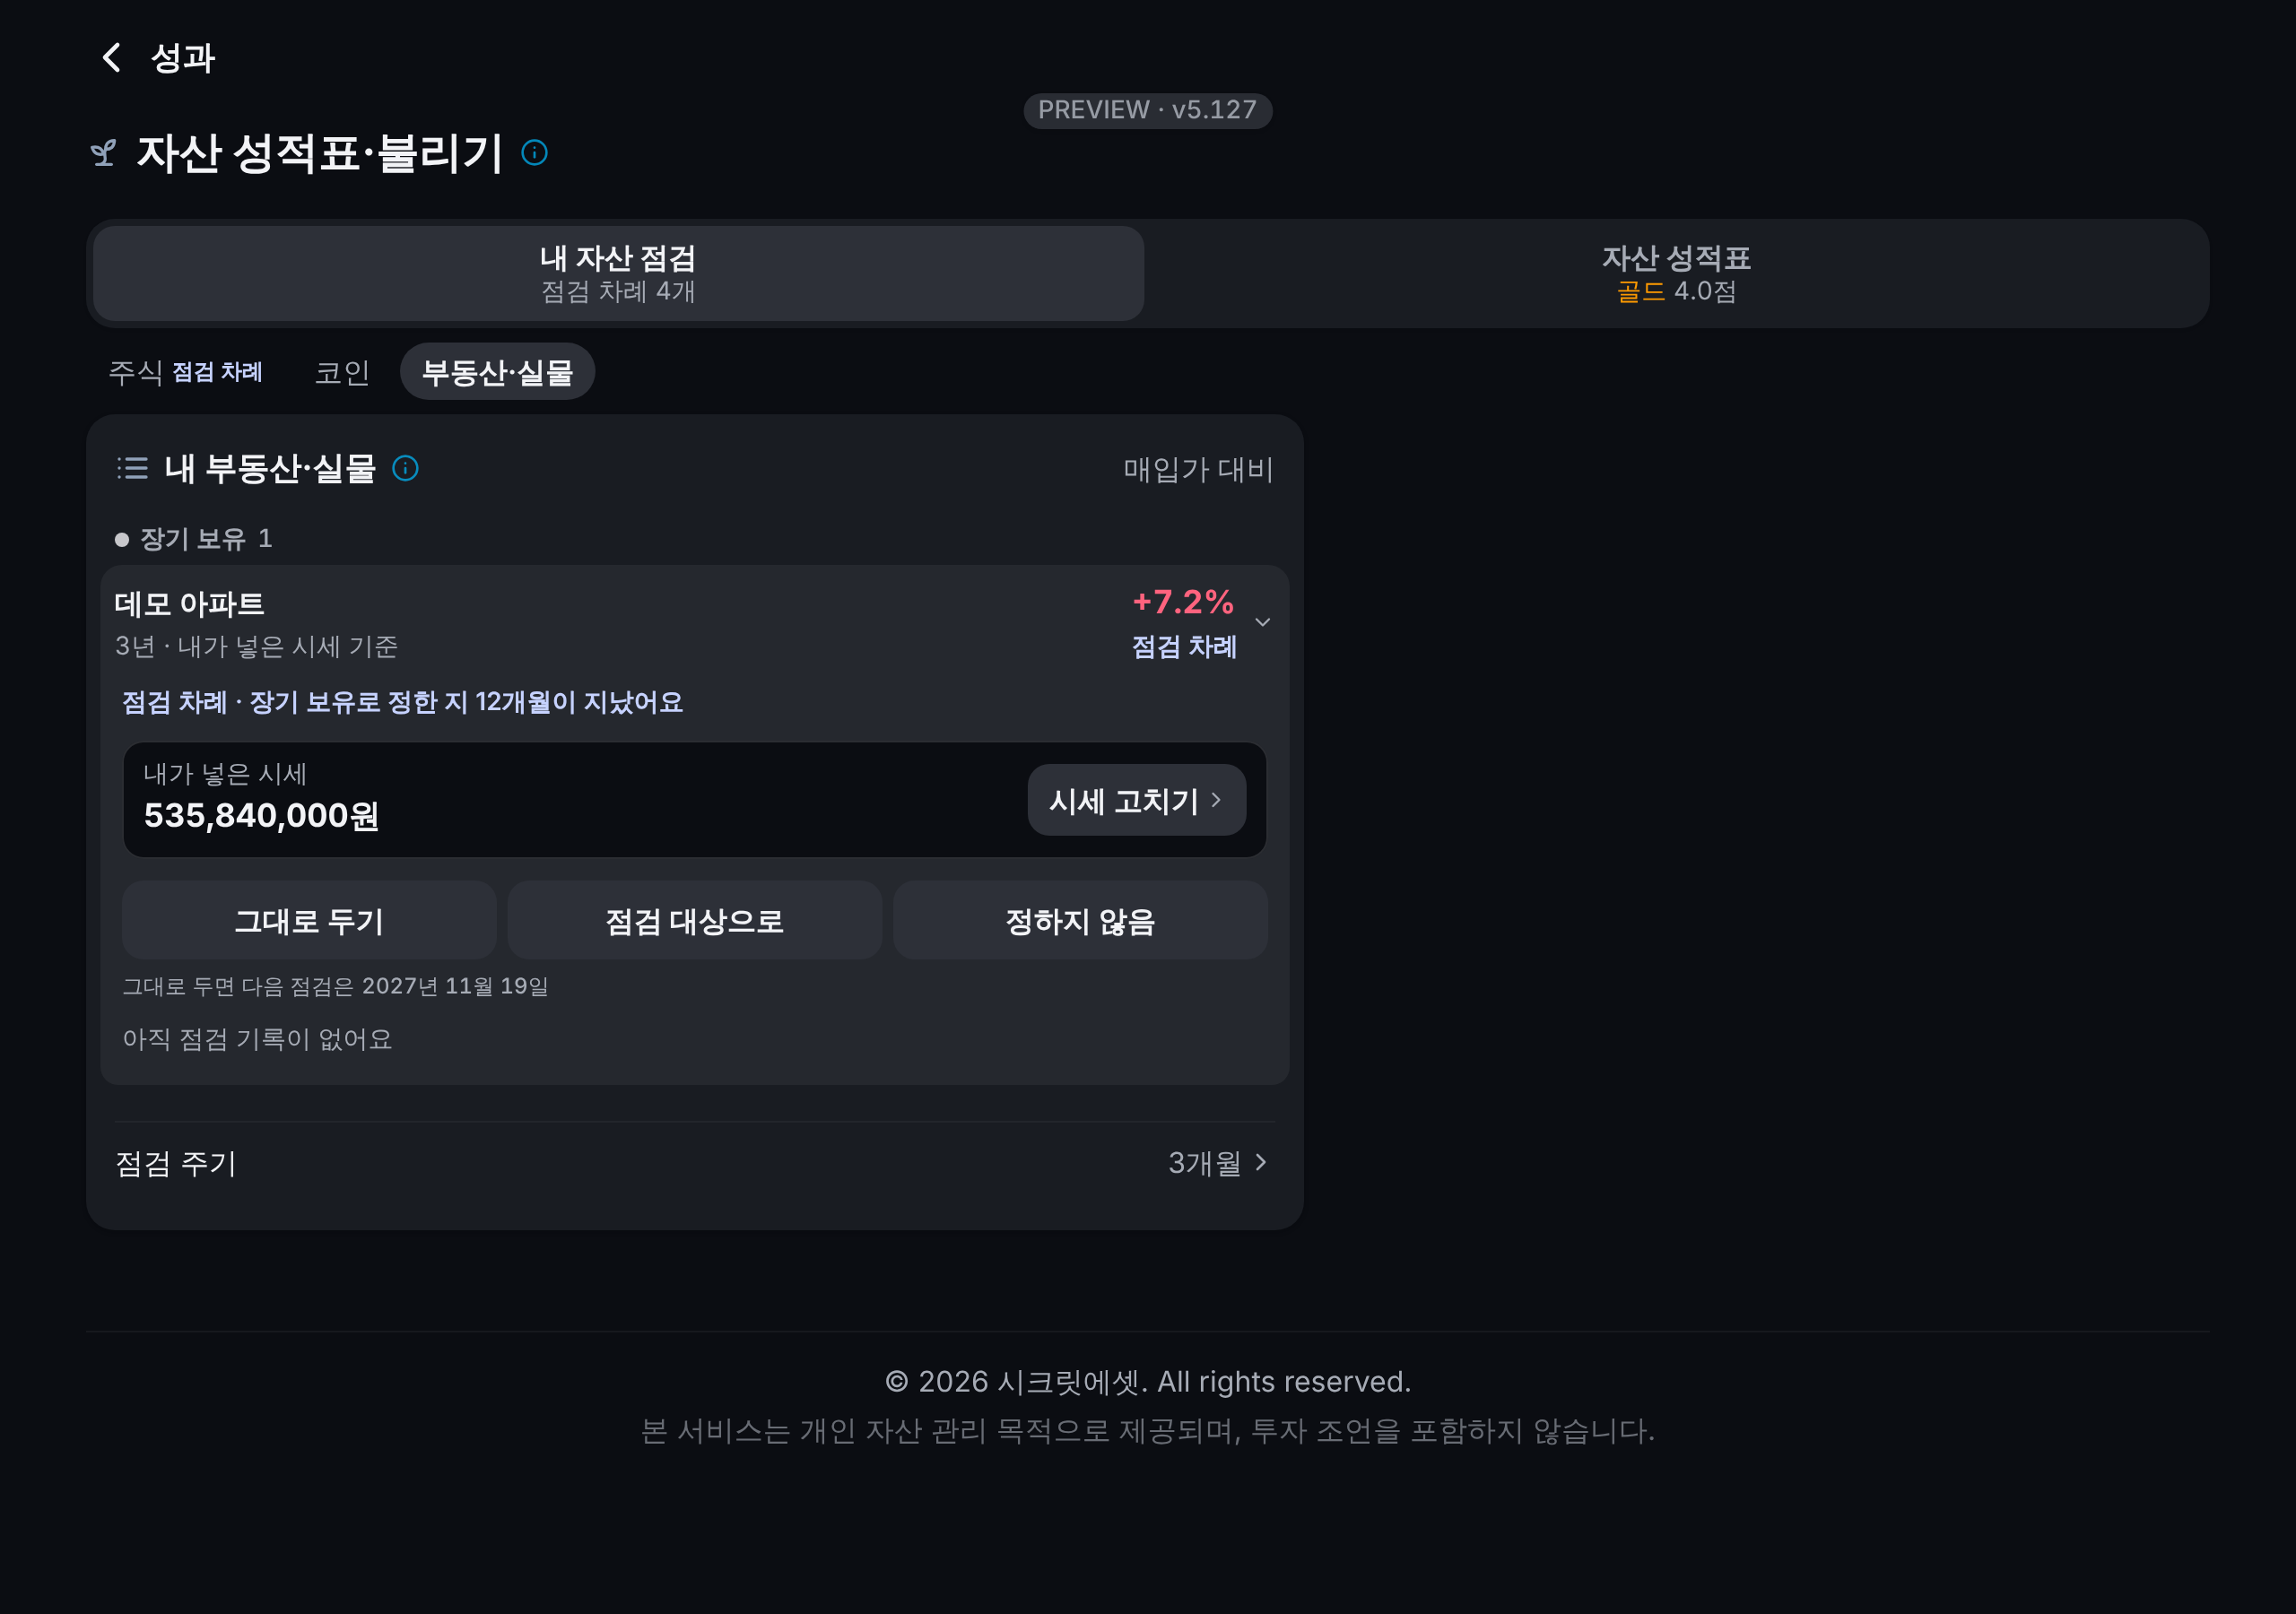 성과
PREVIEW · v5.127
자산 성적표·불리기
내 자산 점검
점검 차례 4개
자산 성적표
골드 4.0점
주식 점검 차례
코인
부동산·실물
내 부동산·실물
매입가 대비
장기 보유 1
데모 아파트
+7.2%
3년 · 내가 넣은 시세 기준
점검 차례
점검 차례 · 장기 보유로 정한 지 12개월이 지났어요
내가 넣은 시세
535,840,000원
시세 고치기
그대로 두기
점검 대상으로
정하지 않음
그대로 두면 다음 점검은 2027년 11월 19일
아직 점검 기록이 없어요
점검 주기
3개월
© 2026 시크릿에셋. All rights reserved.
본 서비스는 개인 자산 관리 목적으로 제공되며, 투자 조언을 포함하지 않습니다.